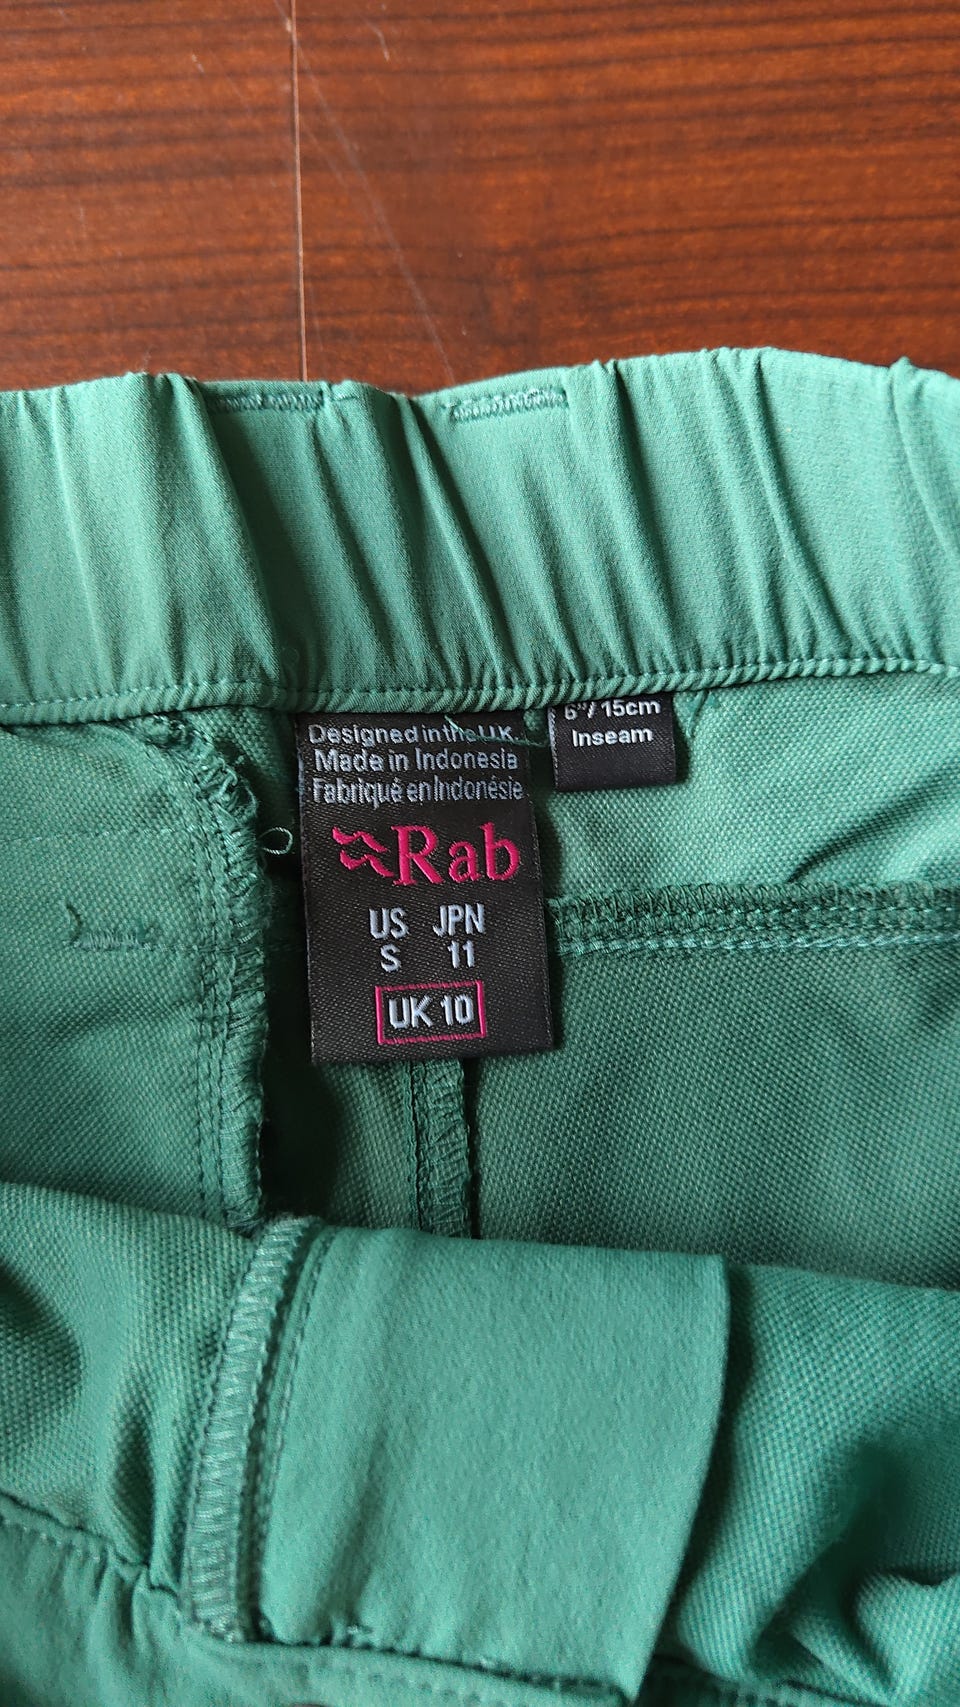 Designed in the U.K.
Made in Indonesia
Fabriqué en Indonésie
Rab
US JPN
S 11
UK 10
6"/ 15cm
Inseam